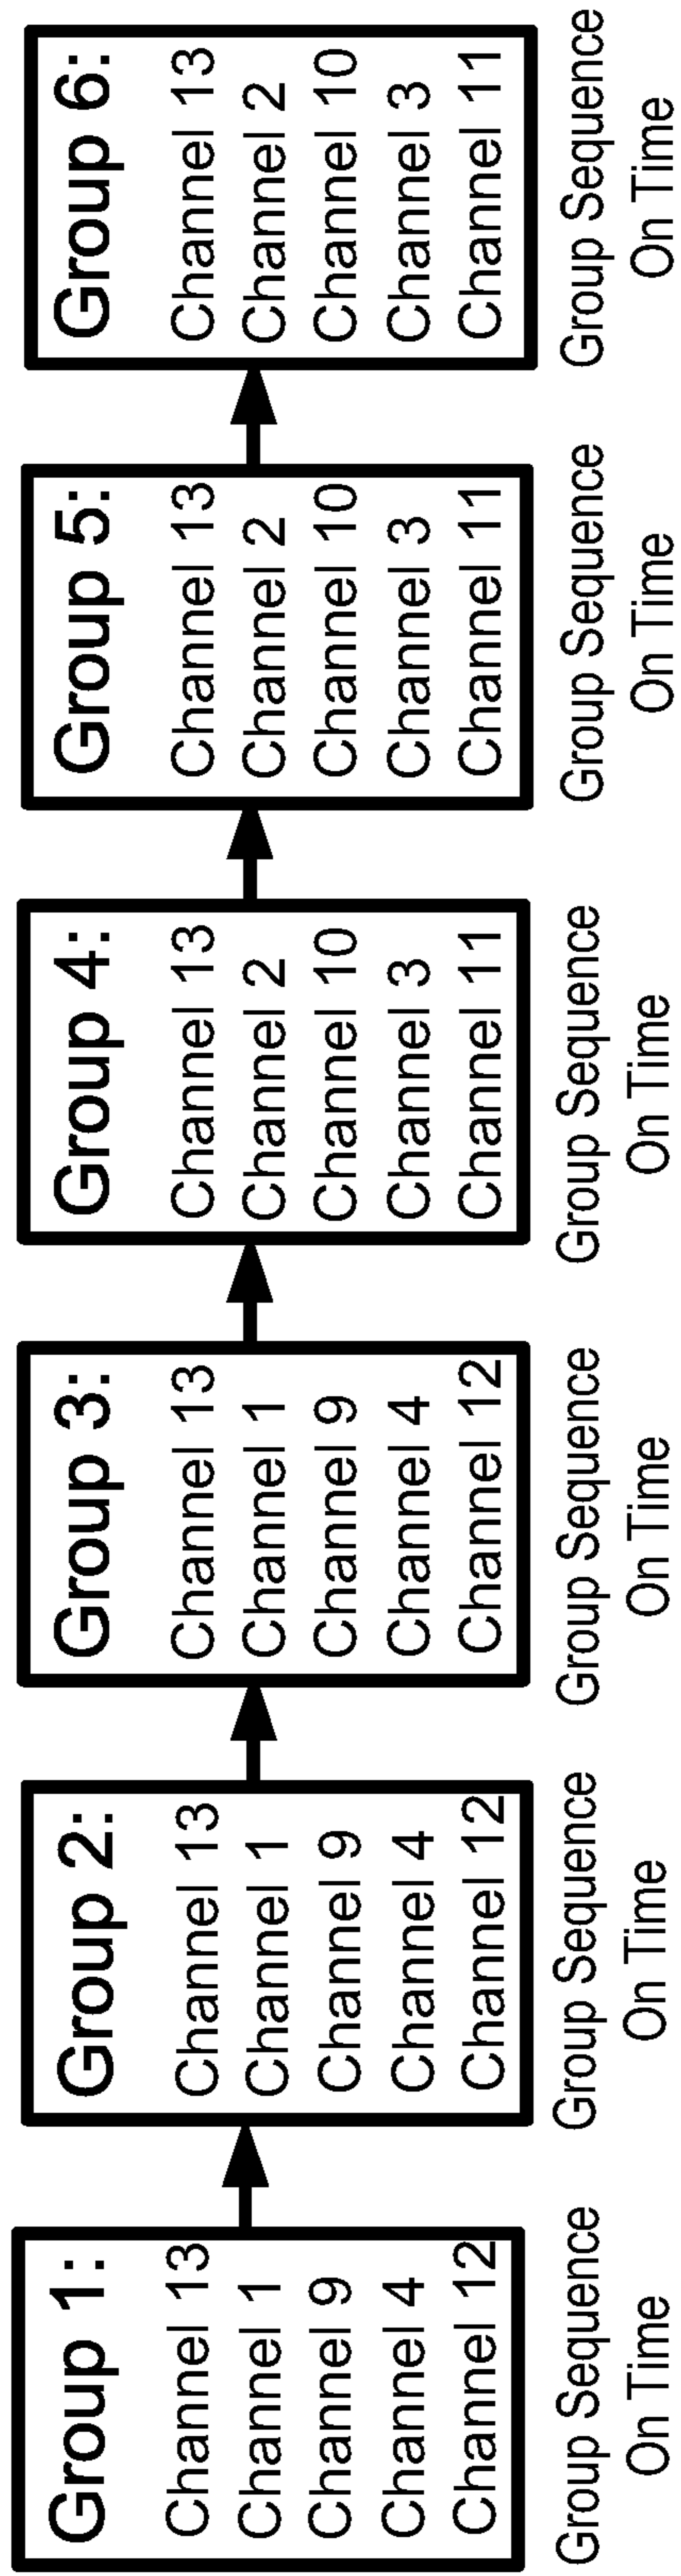 Group 1:
Channel 13
Channel 1
Channel 9
Channel 4
Channel 12
Group Sequence
On Time
Group 2:
Channel 13
Channel 1
Channel 9
Channel 4
Channel 12
Group Sequence
On Time
Group 3:
Channel 13
Channel 1
Channel 9
Channel 4
Channel 12
Group Sequence
On Time
Group 4:
Channel 13
Channel 2
Channel 10
Channel 3
Channel 11
Group Sequence
On Time
Group 5:
Channel 13
Channel 2
Channel 10
Channel 3
Channel 11
Group Sequence
On Time
Group 6:
Channel 13
Channel 2
Channel 10
Channel 3
Channel 11
Group Sequence
On Time